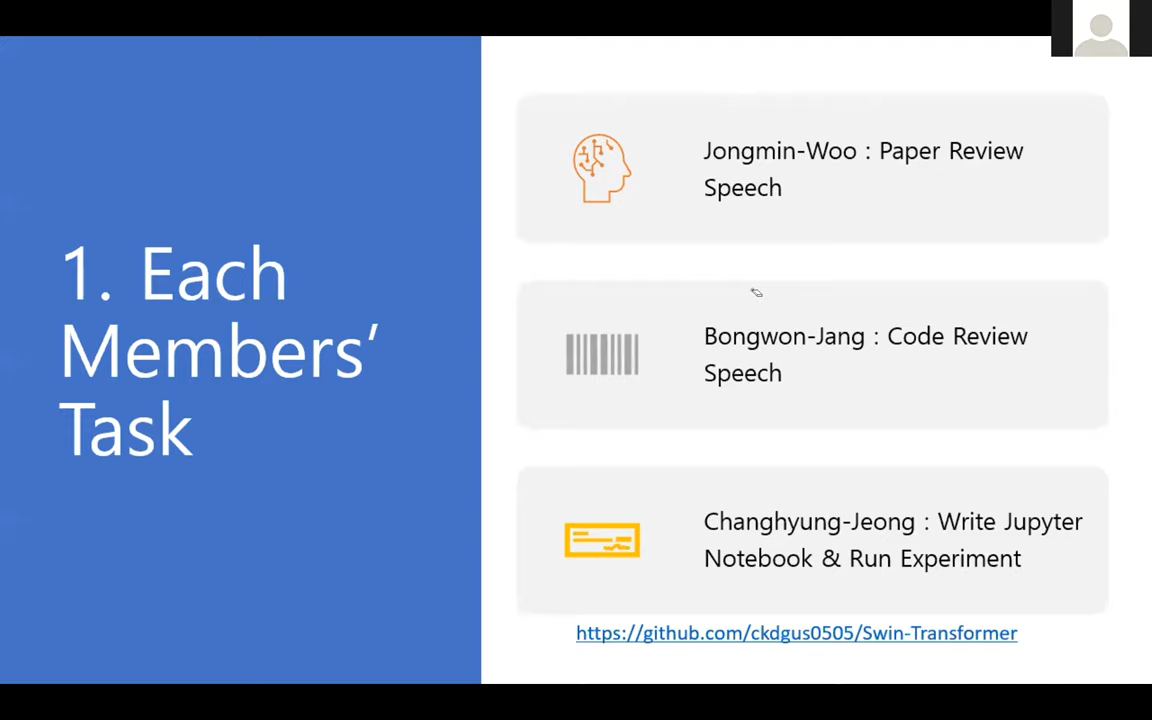 1. Each
Members’
Task
Jongmin-Woo : Paper Review
Speech
Bongwon-Jang : Code Review
Speech
Changhyung-Jeong : Write Jupyter
Notebook & Run Experiment
https://github.com/ckdgus0505/Swin-Transformer